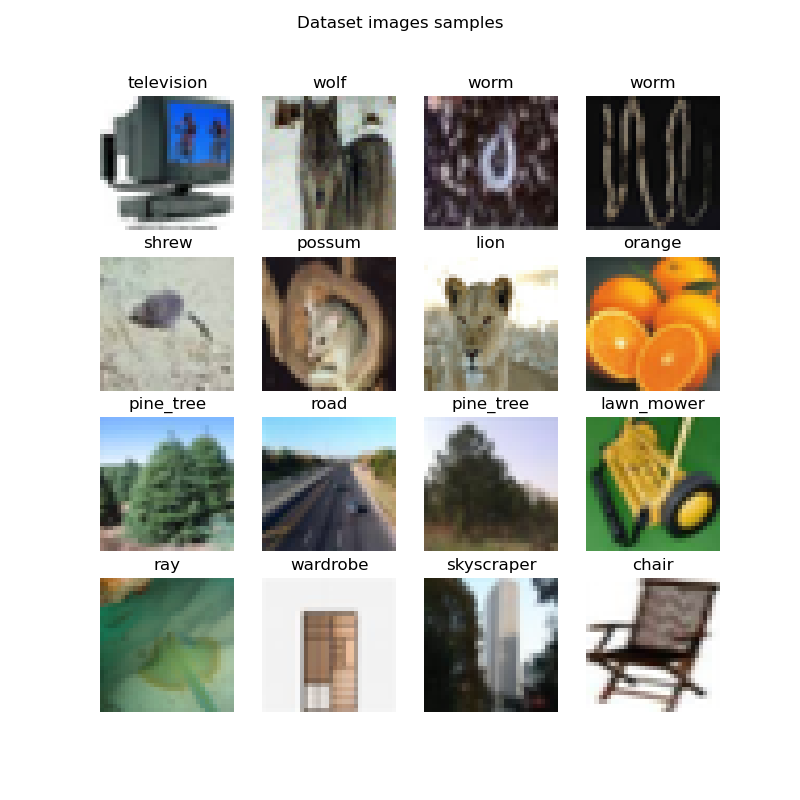 Dataset images samples
television wolf worm worm
shrew possum lion orange
pine_tree road pine_tree lawn_mower
ray wardrobe skyscraper chair